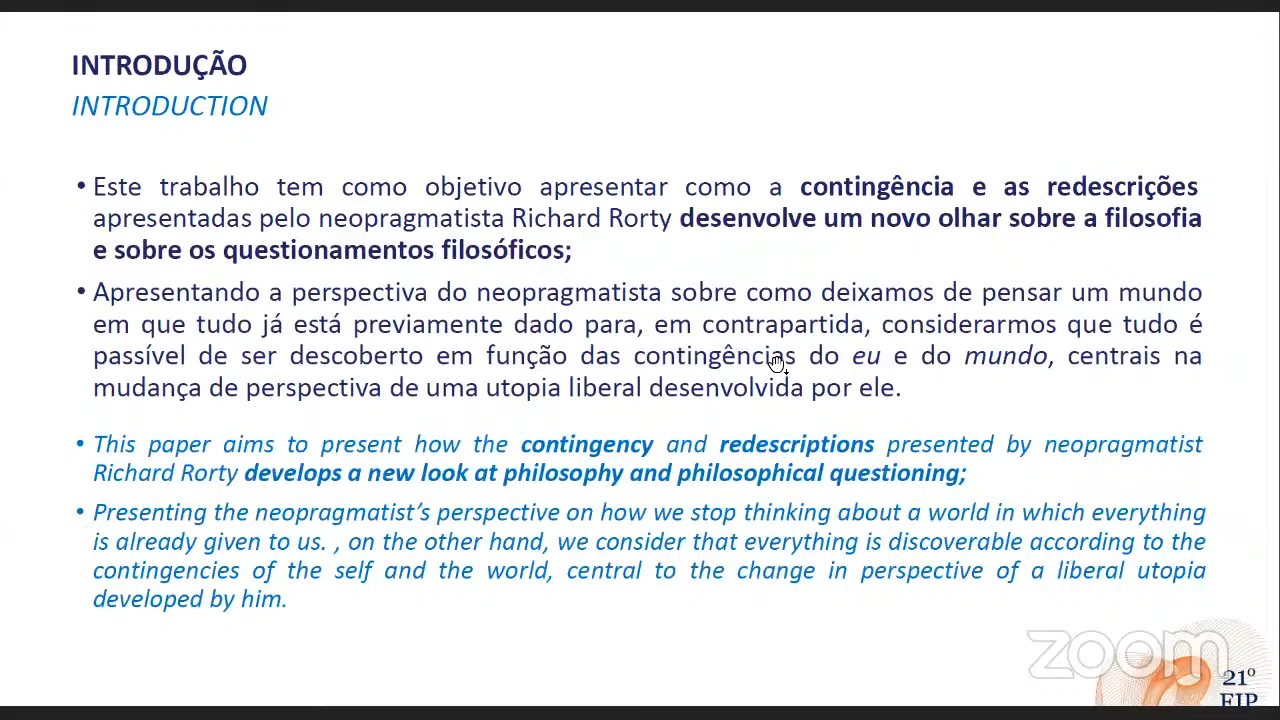 INTRODUÇÃO
INTRODUCTION
• Este trabalho tem como objetivo apresentar como a contingência e as redescrições
apresentadas pelo neopragmatista Richard Rorty desenvolve um novo olhar sobre a filosofia
e sobre os questionamentos filosóficos;
• Apresentando a perspectiva do neopragmatista sobre como deixamos de pensar um mundo
em que tudo já está previamente dado para, em contrapartida, considerarmos que tudo é
passível de ser descoberto em função das contingências do eu e do mundo, centrais na
mudança de perspectiva de uma utopia liberal desenvolvida por ele.
• This paper aims to present how the contingency and redescriptions presented by neopragmatist
Richard Rorty develops a new look at philosophy and philosophical questioning;
• Presenting the neopragmatist’s perspective on how we stop thinking about a world in which everything
is already given to us. , on the other hand, we consider that everything is discoverable according to the
contingencies of the self and the world, central to the change in perspective of a liberal utopia
developed by him.
zoom
21º
EIP